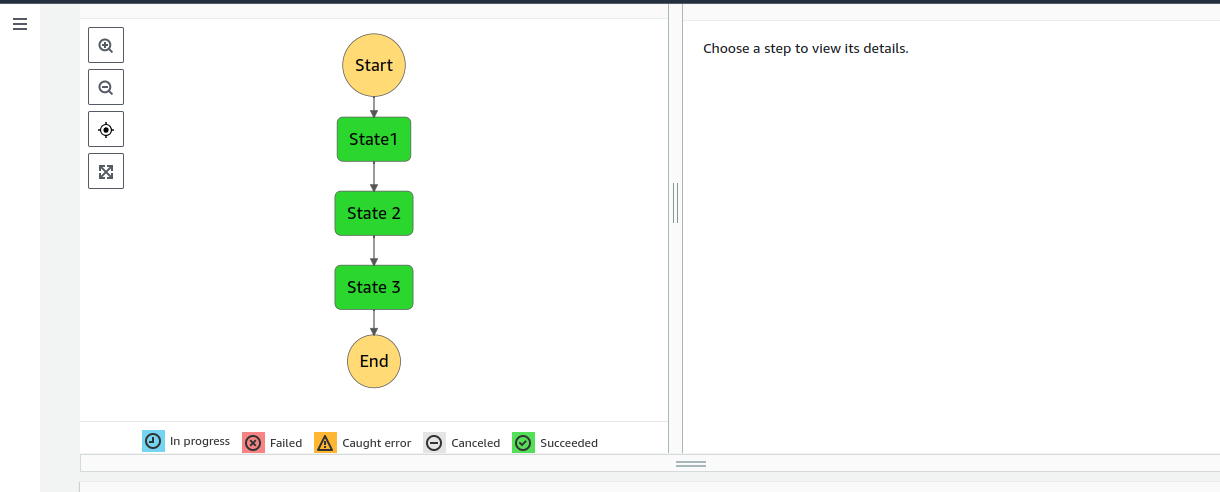 Start
State1
State 2
State 3
End
In progress Failed Caught error Canceled Succeeded
Choose a step to view its details.